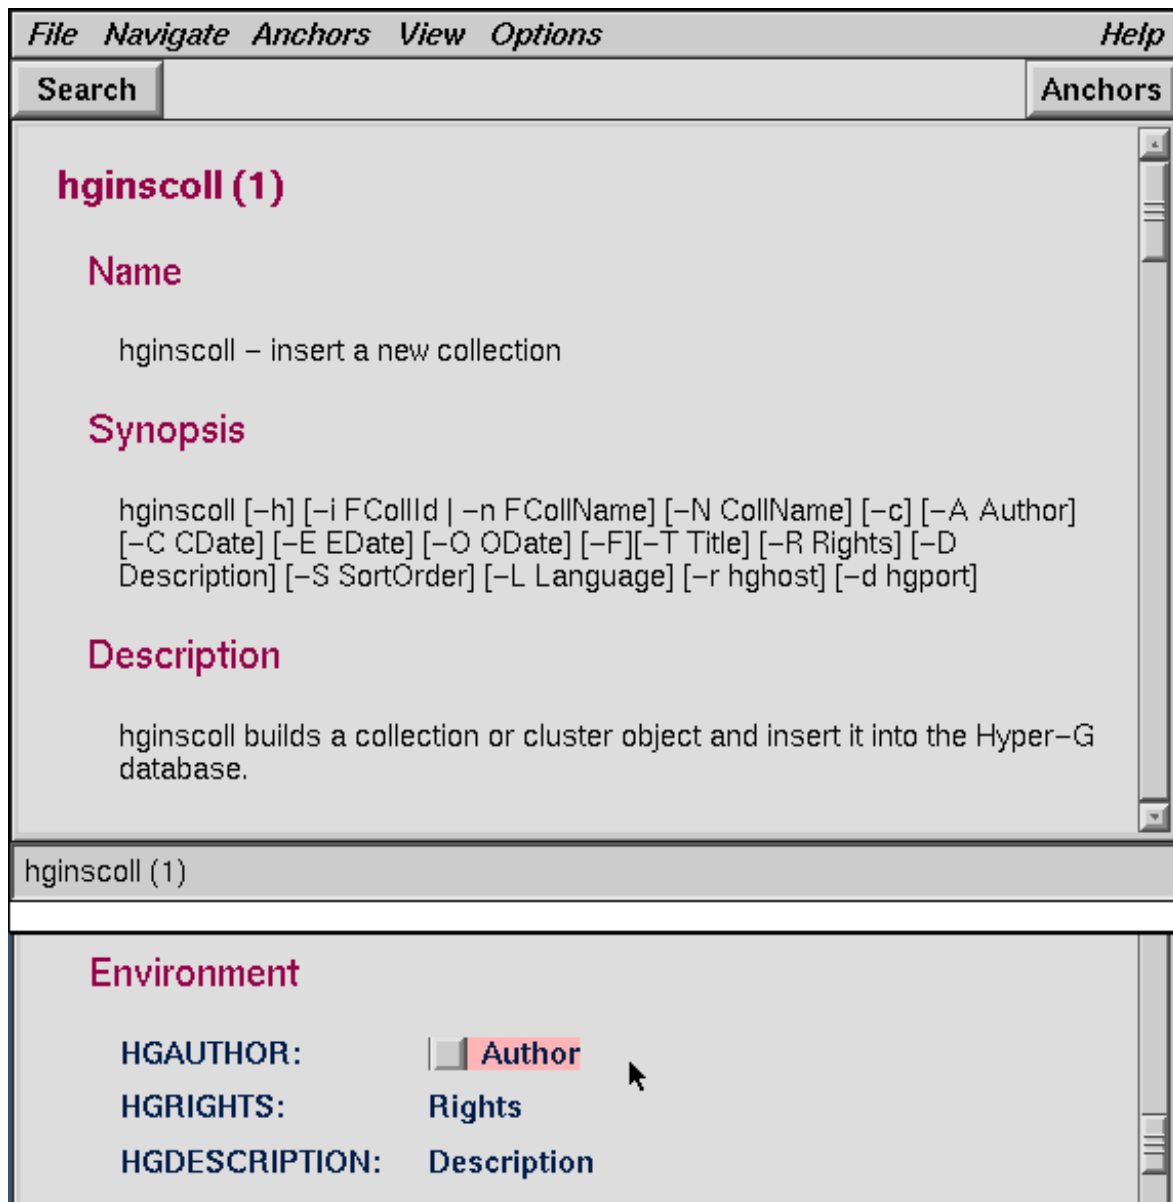 File Navigate Anchors View Options Help
Search Anchors
hginscoll (1)
Name
hginscoll – insert a new collection
Synopsis
hginscoll [–h] [–i FCollId | –n FCollName] [–N CollName] [–c] [–A Author]
[–C CDate] [–E EDate] [–O ODate] [–F][–T Title] [–R Rights] [–D
Description] [–S SortOrder] [–L Language] [–r hghost] [–d hgport]
Description
hginscoll builds a collection or cluster object and insert it into the Hyper–G
database.
hginscoll (1)
Environment
HGAUTHOR: Author
HGRIGHTS: Rights
HGDESCRIPTION: Description